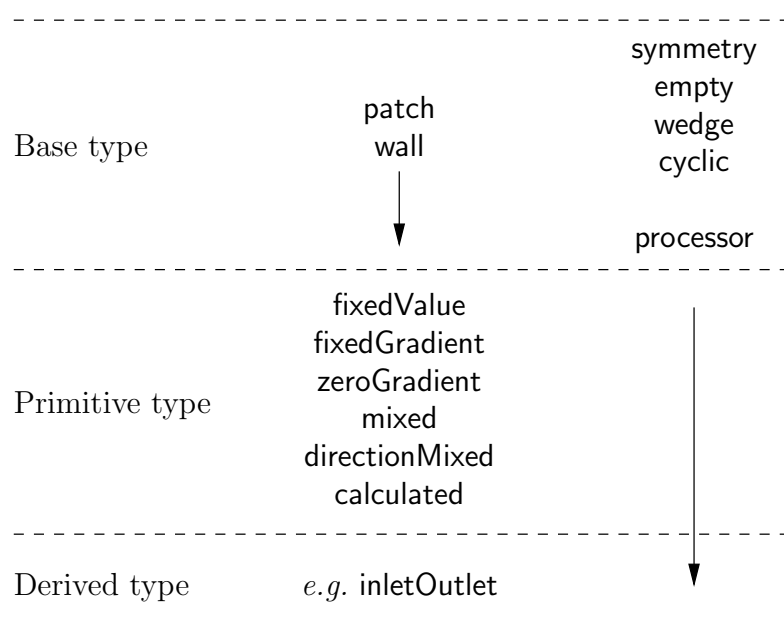 Base type
patch
wall
symmetry
empty
wedge
cyclic
processor
Primitive type
fixedValue
fixedGradient
zeroGradient
mixed
directionMixed
calculated
Derived type
e.g. inletOutlet